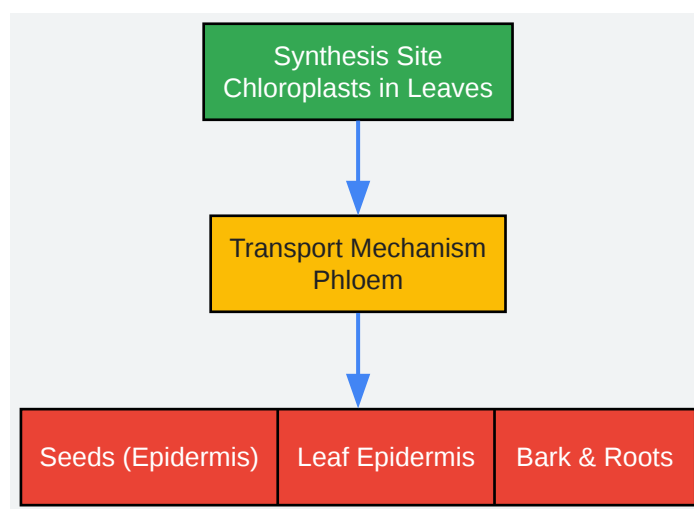 Synthesis Site
Chloroplasts in Leaves
Transport Mechanism
Phloem
Seeds (Epidermis)
Leaf Epidermis
Bark & Roots